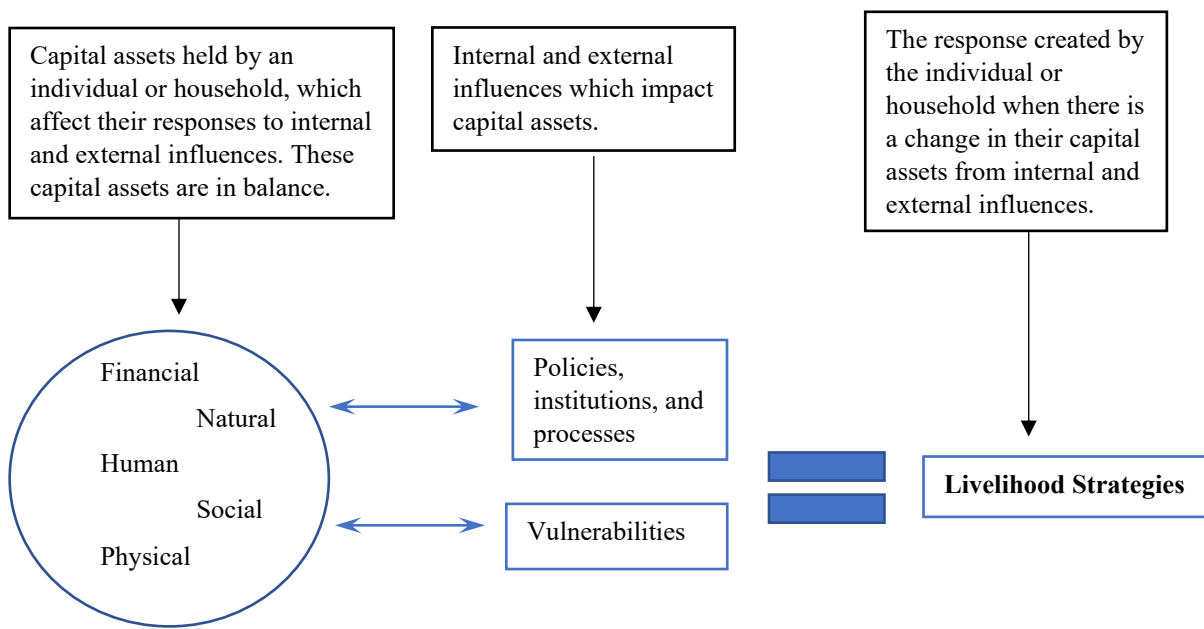 Capital assets held by an
individual or household, which
affect their responses to internal
and external influences. These
capital assets are in balance.
Internal and external
influences which impact
capital assets.
The response created by
the individual or
household when there is
a change in their capital
assets from internal and
external influences.
Financial
Natural
Human
Social
Physical
Policies,
institutions, and
processes
Vulnerabilities
Livelihood Strategies